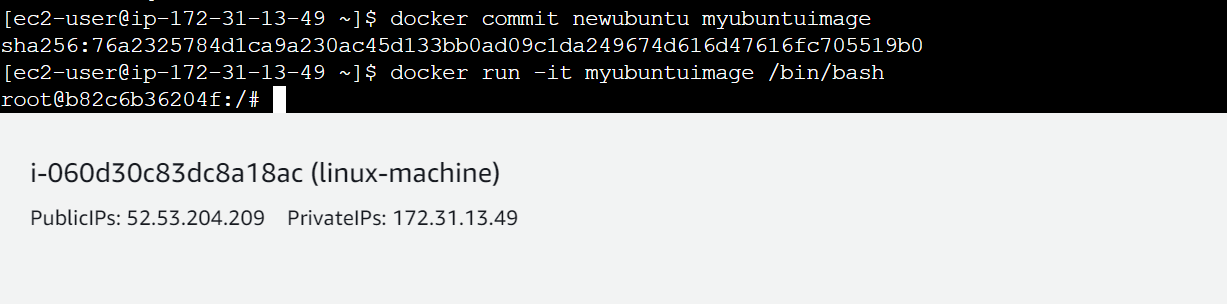 [ec2-user@ip-172-31-13-49 ~]$ docker commit newubuntu myubuntuimage
sha256:76a2325784d1ca9a230ac45d133bb0ad09c1da249674d616d47616fc705519b0
[ec2-user@ip-172-31-13-49 ~]$ docker run -it myubuntuimage /bin/bash
root@b82c6b36204f:/#
i-060d30c83dc8a18ac (linux-machine)
PublicIPs: 52.53.204.209 PrivateIPs: 172.31.13.49